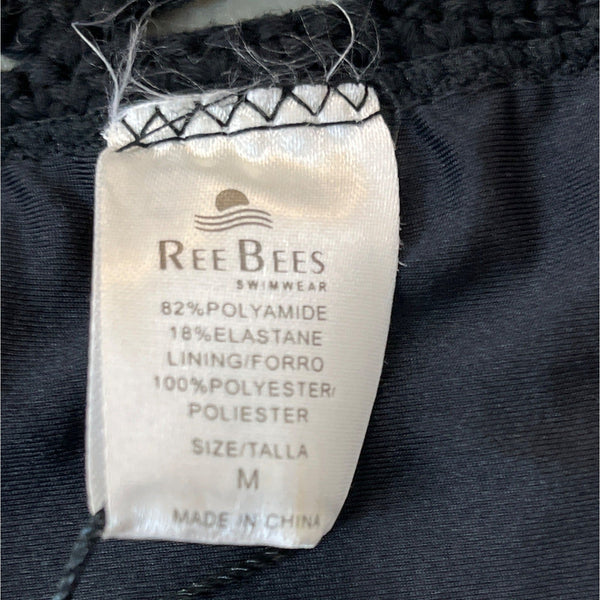 REE BEES
SWIMWEAR
82%POLYAMIDE
18%ELASTANE
LINING/FORRO
100%POLYESTER/
POLIESTER
SIZE/TALLA
M
MADE IN CHINA